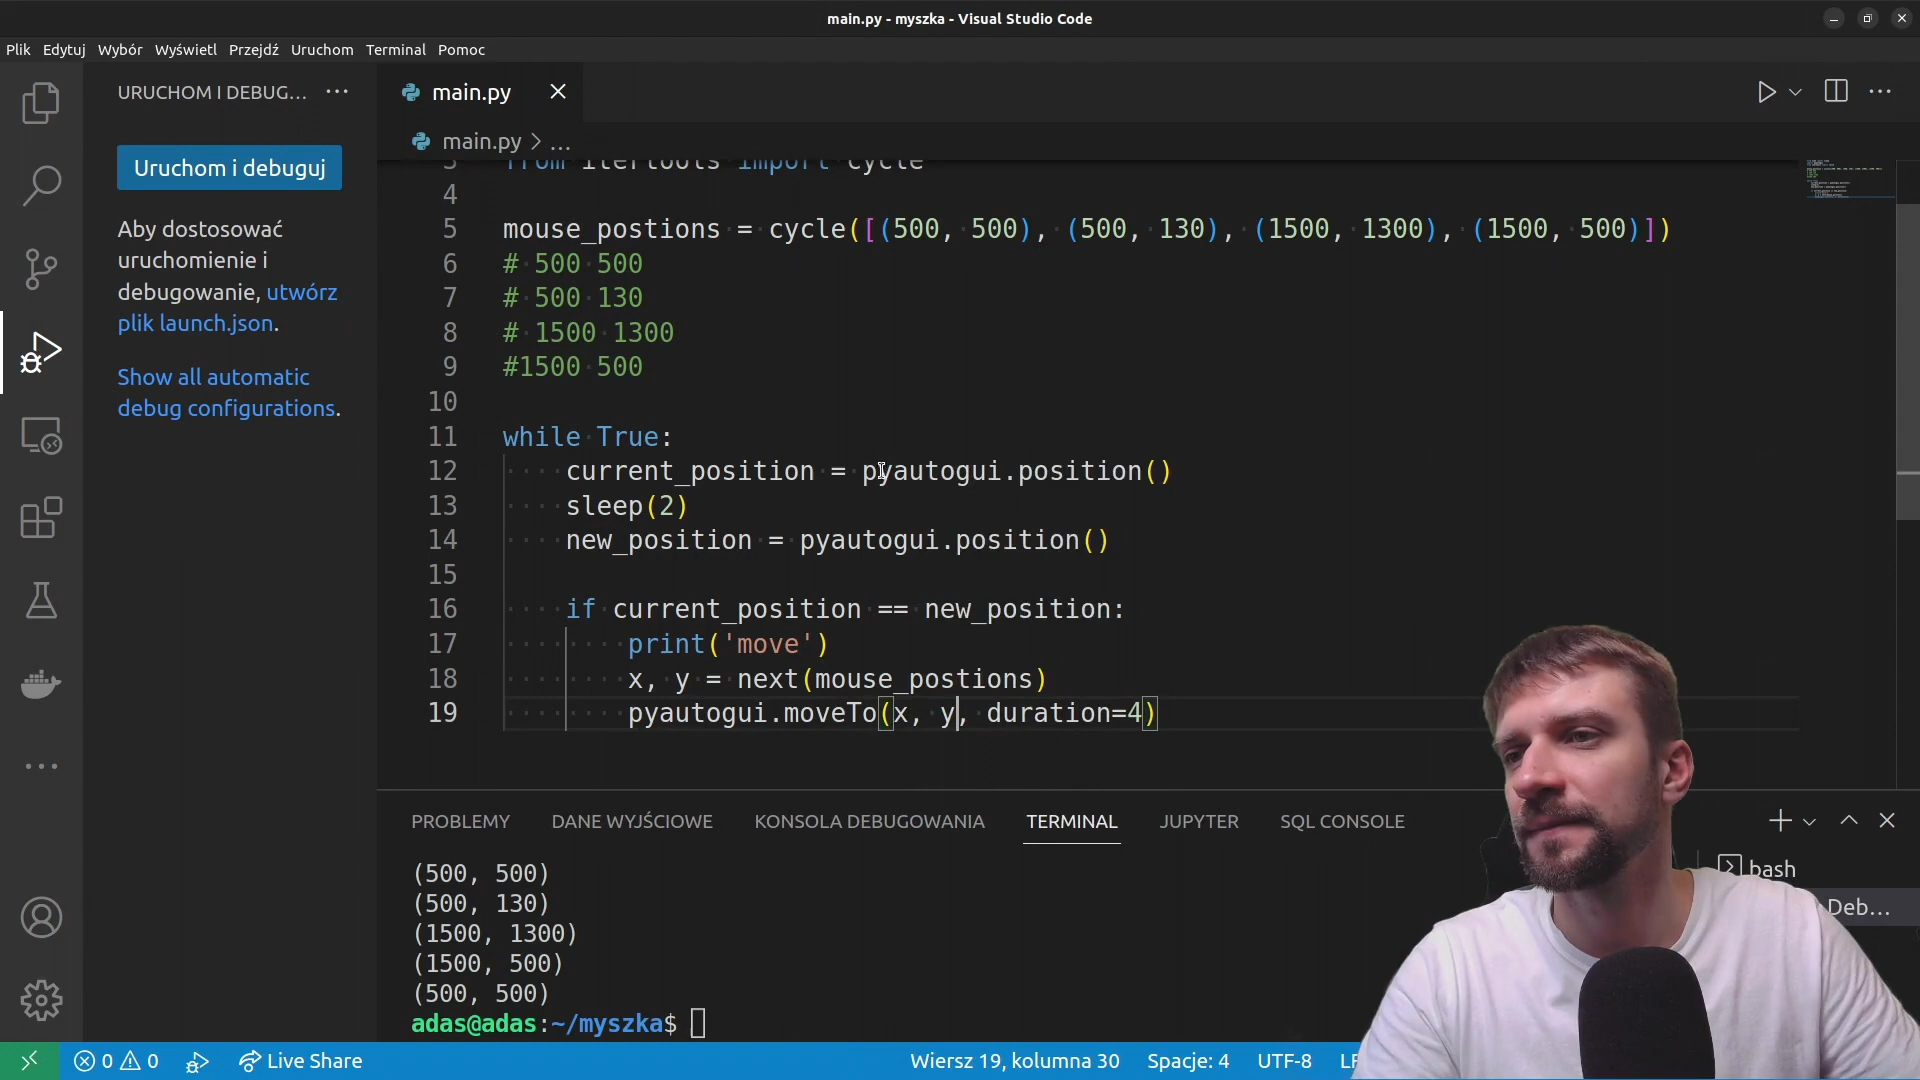 main.py - myszka - Visual Studio Code
Plik Edytuj Wybór Wyświetl Przejdź Uruchom Terminal Pomoc
URUCHOM I DEBUG... ...
Uruchom i debuguj
Aby dostosować
uruchomienie i
debugowanie, utwórz
plik launch.json.
Show all automatic
debug configurations.
main.py
main.py > ...
3 from itertools import cycle
4
5 mouse_postions = cycle([(500, 500), (500, 130), (1500, 1300), (1500, 500)])
6 # 500 500
7 # 500 130
8 # 1500 1300
9 #1500 500
10
11 while True:
12 current_position = pyautogui.position()
13 sleep(2)
14 new_position = pyautogui.position()
15
16 if current_position == new_position:
17 print('move')
18 x, y = next(mouse_postions)
19 pyautogui.moveTo(x, y, duration=4)
PROBLEMY DANE WYJŚCIOWE KONSOLA DEBUGOWANIA TERMINAL JUPYTER SQL CONSOLE
(500, 500)
(500, 130)
(1500, 1300)
(1500, 500)
(500, 500)
adas@adas:~/myszka$
bash
Deb...
0 0 Live Share Wiersz 19, kolumna 30 Spacje: 4 UTF-8